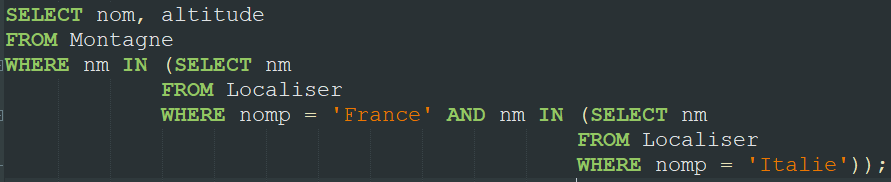 SELECT nom, altitude
FROM Montagne
WHERE nm IN (SELECT nm
FROM Localiser
WHERE nomp = 'France' AND nm IN (SELECT nm
FROM Localiser
WHERE nomp = 'Italie'));